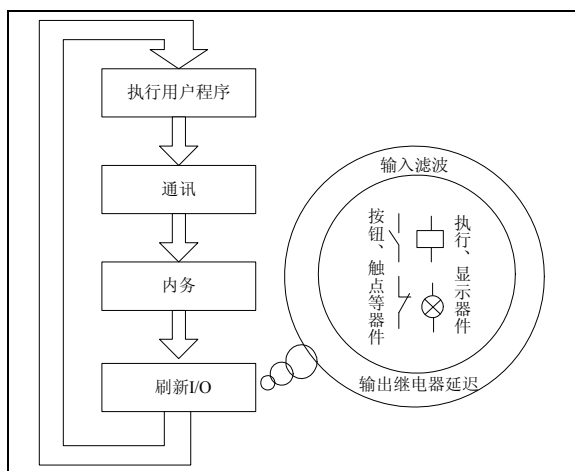 执行用户程序
通讯
内务
刷新I/O
输入滤波
按钮、触点等器件
执行、显示器件
输出继电器延迟